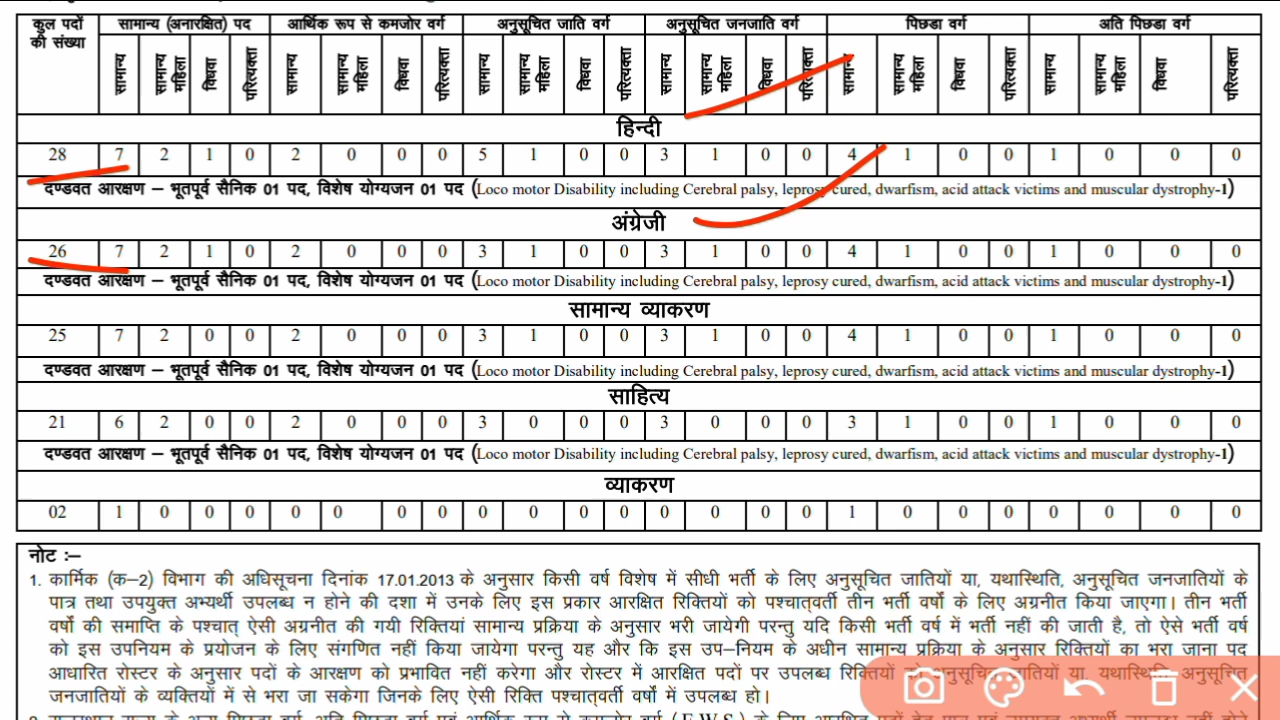 कुल पदों की संख्या सामान्य (अनारक्षित) पद आर्थिक रूप से कमजोर वर्ग अनुसूचित जाति वर्ग अनुसूचित जनजाति वर्ग पिछडा वर्ग अति पिछडा वर्ग
सामान्य सामान्य महिला विधवा परित्यक्ता सामान्य सामान्य महिला विधवा परित्यक्ता सामान्य सामान्य महिला विधवा परित्यक्ता सामान्य सामान्य महिला विधवा परित्यक्ता सामान्य सामान्य महिला विधवा परित्यक्ता सामान्य सामान्य महिला विधवा परित्यक्ता
हिन्दी
28 7 2 1 0 2 0 0 0 5 1 0 0 3 1 0 0 4 1 0 0 1 0 0 0
दण्डवत आरक्षण – भूतपूर्व सैनिक 01 पद, विशेष योग्यजन 01 पद (Loco motor Disability including Cerebral palsy, leprosy cured, dwarfism, acid attack victims and muscular dystrophy-1)
अंग्रेजी
26 7 2 1 0 2 0 0 0 3 1 0 0 3 1 0 0 4 1 0 0 1 0 0 0
दण्डवत आरक्षण – भूतपूर्व सैनिक 01 पद, विशेष योग्यजन 01 पद (Loco motor Disability including Cerebral palsy, leprosy cured, dwarfism, acid attack victims and muscular dystrophy-1)
सामान्य व्याकरण
25 7 2 0 0 2 0 0 0 3 1 0 0 3 1 0 0 4 1 0 0 1 0 0 0
दण्डवत आरक्षण – भूतपूर्व सैनिक 01 पद, विशेष योग्यजन 01 पद (Loco motor Disability including Cerebral palsy, leprosy cured, dwarfism, acid attack victims and muscular dystrophy-1)
साहित्य
21 6 2 0 0 2 0 0 0 3 0 0 0 3 0 0 0 3 1 0 0 1 0 0 0
दण्डवत आरक्षण – भूतपूर्व सैनिक 01 पद, विशेष योग्यजन 01 पद (Loco motor Disability including Cerebral palsy, leprosy cured, dwarfism, acid attack victims and muscular dystrophy-1)
व्याकरण
02 1 0 0 0 0 0 0 0 0 0 0 0 0 0 0 0 1 0 0 0 0 0 0 0
नोट :–
1. कार्मिक (क–2) विभाग की अधिसूचना दिनांक 17.01.2013 के अनुसार किसी वर्ष विशेष में सीधी भर्ती के लिए अनुसूचित जातियों या, यथास्थिति, अनुसूचित जनजातियों के
पात्र तथा उपयुक्त अभ्यर्थी उपलब्ध न होने की दशा में उनके लिए इस प्रकार आरक्षित रिक्तियों को पश्चात्वर्ती तीन भर्ती वर्षों के लिए अग्रनीत किया जाएगा। तीन भर्ती
वर्षों की समाप्ति के पश्चात् ऐसी अग्रनीत की गयी रिक्तियां सामान्य प्रक्रिया के अनुसार भरी जायेगी परन्तु यदि किसी भर्ती वर्ष में भर्ती नहीं की जाती है, तो ऐसे भर्ती वर्ष
को इस उपनियम के प्रयोजन के लिए संगणित नहीं किया जायेगा परन्तु यह और कि इस उप–नियम के अधीन सामान्य प्रक्रिया के अनुसार रिक्तियों का भरा जाना पद
आधारित रोस्टर के अनुसार पदों के आरक्षण को प्रभावित नहीं करेगा और रोस्टर में आरक्षित पदों पर उपलब्ध रिक्तियों को अनुसूचित जातियों या, यथास्थिति, अनुसूचित
जनजातियों के व्यक्तियों में से भरा जा सकेगा जिनके लिए ऐसी रिक्ति पश्चात्वर्ती वर्षों में उपलब्ध हो।